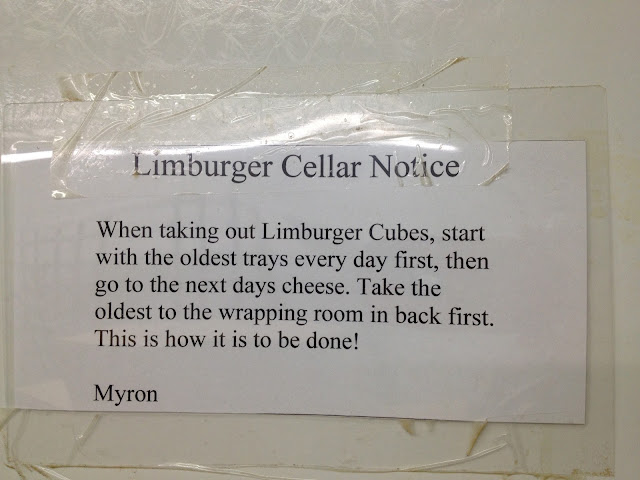 Limburger Cellar Notice
When taking out Limburger Cubes, start
with the oldest trays every day first, then
go to the next days cheese. Take the
oldest to the wrapping room in back first.
This is how it is to be done!
Myron